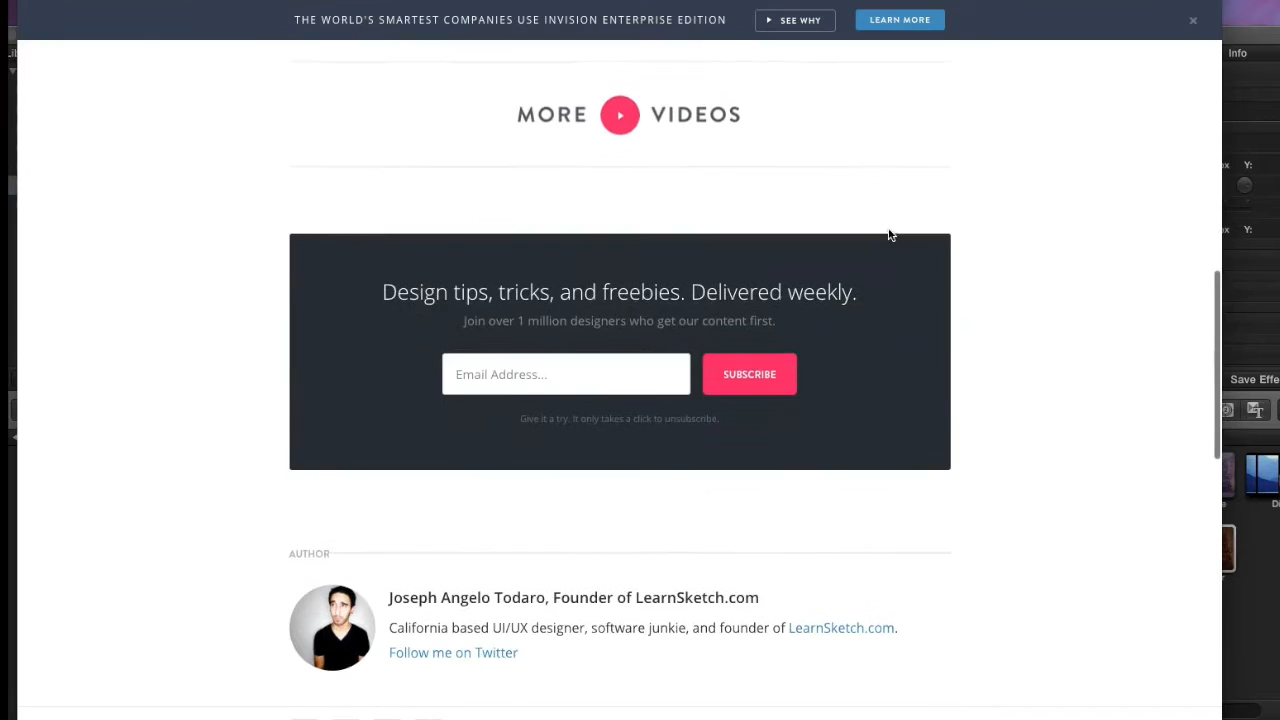 THE WORLD'S SMARTEST COMPANIES USE INVISION ENTERPRISE EDITION
SEE WHY
LEARN MORE
Info
MORE VIDEOS
Y:
Y:
Design tips, tricks, and freebies. Delivered weekly.
Join over 1 million designers who get our content first.
Email Address...
SUBSCRIBE
Save Effe
Give it a try. It only takes a click to unsubscribe.
AUTHOR
Joseph Angelo Todaro, Founder of LearnSketch.com
California based UI/UX designer, software junkie, and founder of LearnSketch.com.
Follow me on Twitter